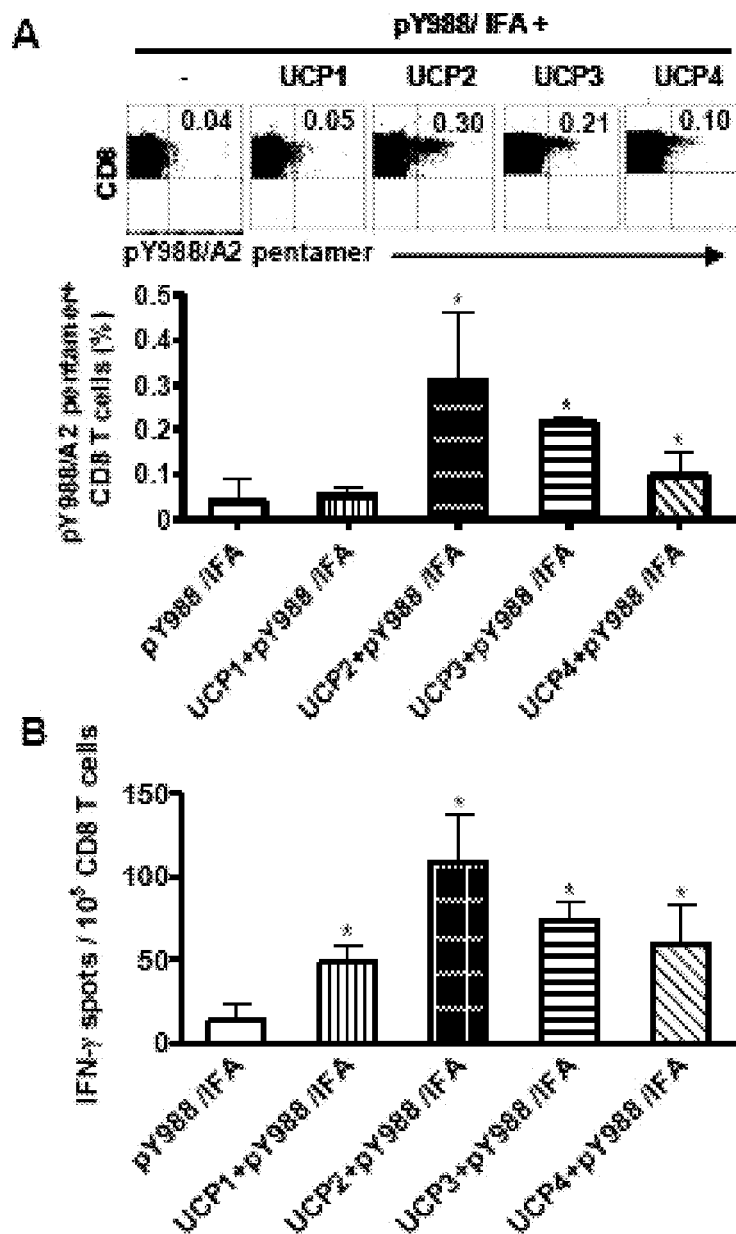 A
pY988/ IFA +
- UCP1 UCP2 UCP3 UCP4
0.04 0.05 0.30 0.21 0.10
CD8
pY988/A2 pentamer
pY988/A2 pentamer+
CD8 T cells (%)
0.5
0.4
0.3
0.2
0.1
0
* * *
pY988 /IFA
UCP1+pY988 /IFA
UCP2+pY988 /IFA
UCP3+pY988 /IFA
UCP4+pY988 /IFA
B
IFN-γ spots / 10⁵ CD8 T cells
150
100
50
0
* * * *
pY988 /IFA
UCP1+pY988 /IFA
UCP2+pY988 /IFA
UCP3+pY988 /IFA
UCP4+pY988 /IFA